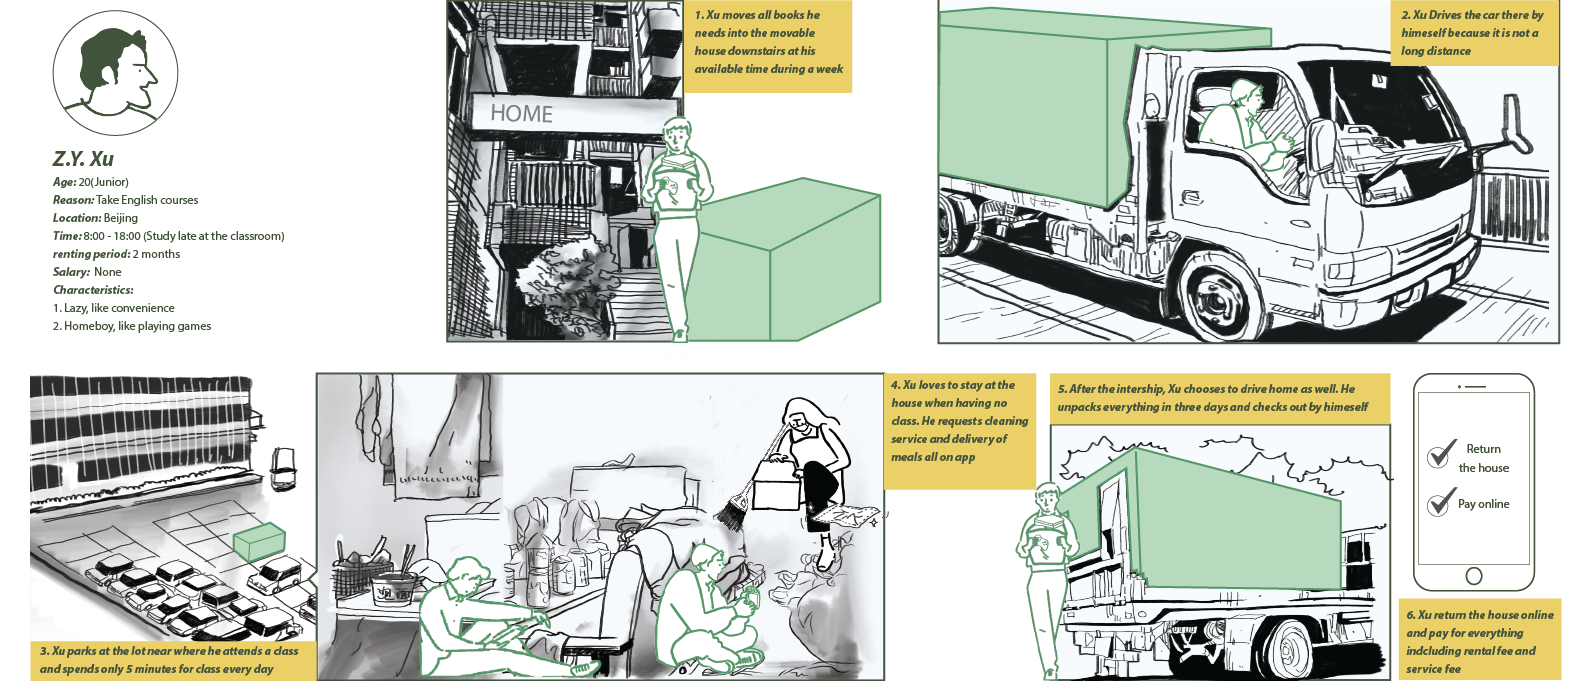 Z.Y. Xu
Age: 20(Junior)
Reason: Take English courses
Location: Beijing
Time: 8:00 - 18:00 (Study late at the classroom)
renting period: 2 months
Salary: None
Characteristics:
1. Lazy, like convenience
2. Homeboy, like playing games
HOME
1. Xu moves all books he
needs into the movable
house downstairs at his
available time during a week
2. Xu Drives the car there by
himeself because it is not a
long distance
3. Xu parks at the lot near where he attends a class
and spends only 5 minutes for class every day
4. Xu loves to stay at the
house when having no
class. He requests cleaning
service and delivery of
meals all on app
5. After the intership, Xu chooses to drive home as well. He
unpacks everything in three days and checks out by himeself
Return
the house
Pay online
6. Xu return the house online
and pay for everything
indcluding rental fee and
service fee